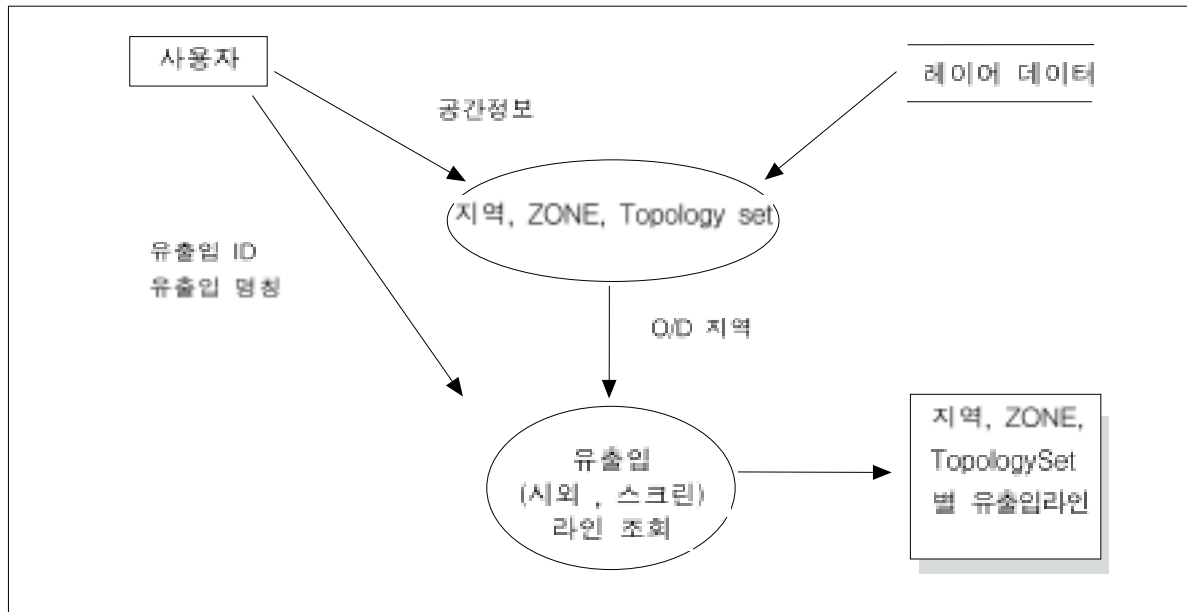 사용자
레이어 데이터
공간정보
지역, ZONE, Topology set
유출입 ID
유출입 명칭
O/D 지역
유출입
(시외 , 스크린)
라인 조회
지역, ZONE,
TopologySet
별 유출입라인